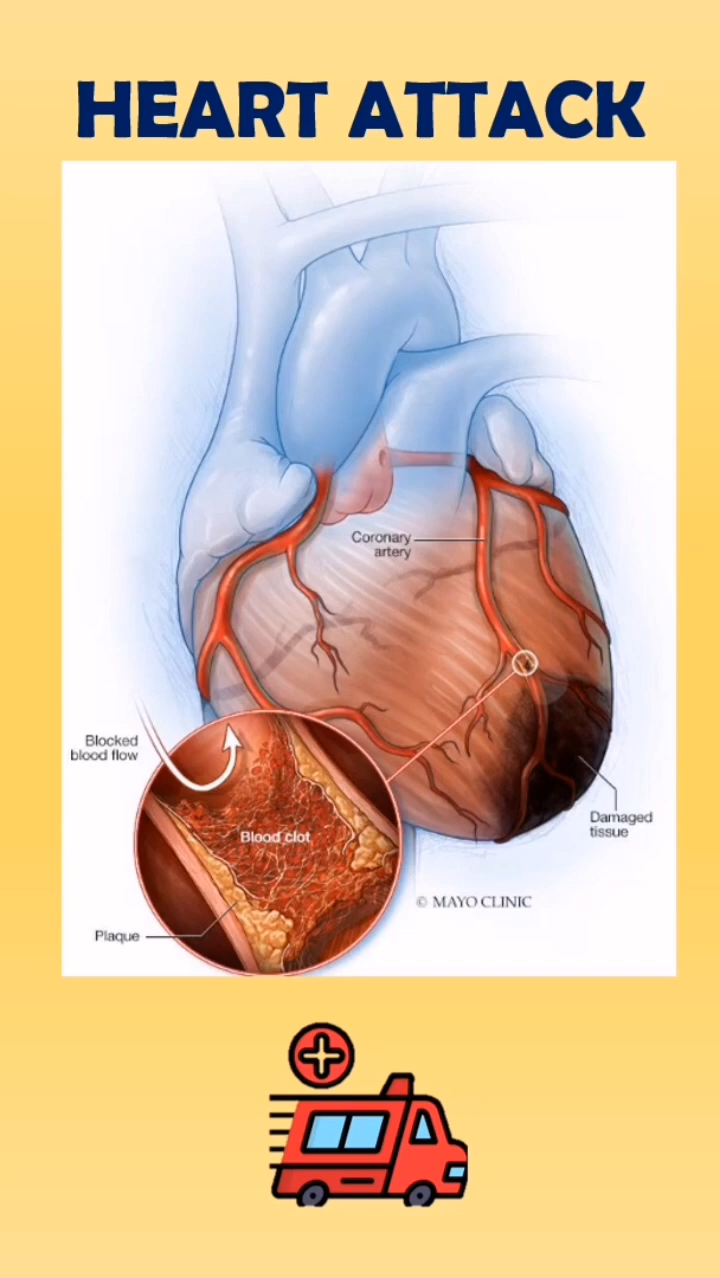 HEART ATTACK
Coronary
artery
Blocked
blood flow
Blood clot
Damaged
tissue
© MAYO CLINIC
Plaque